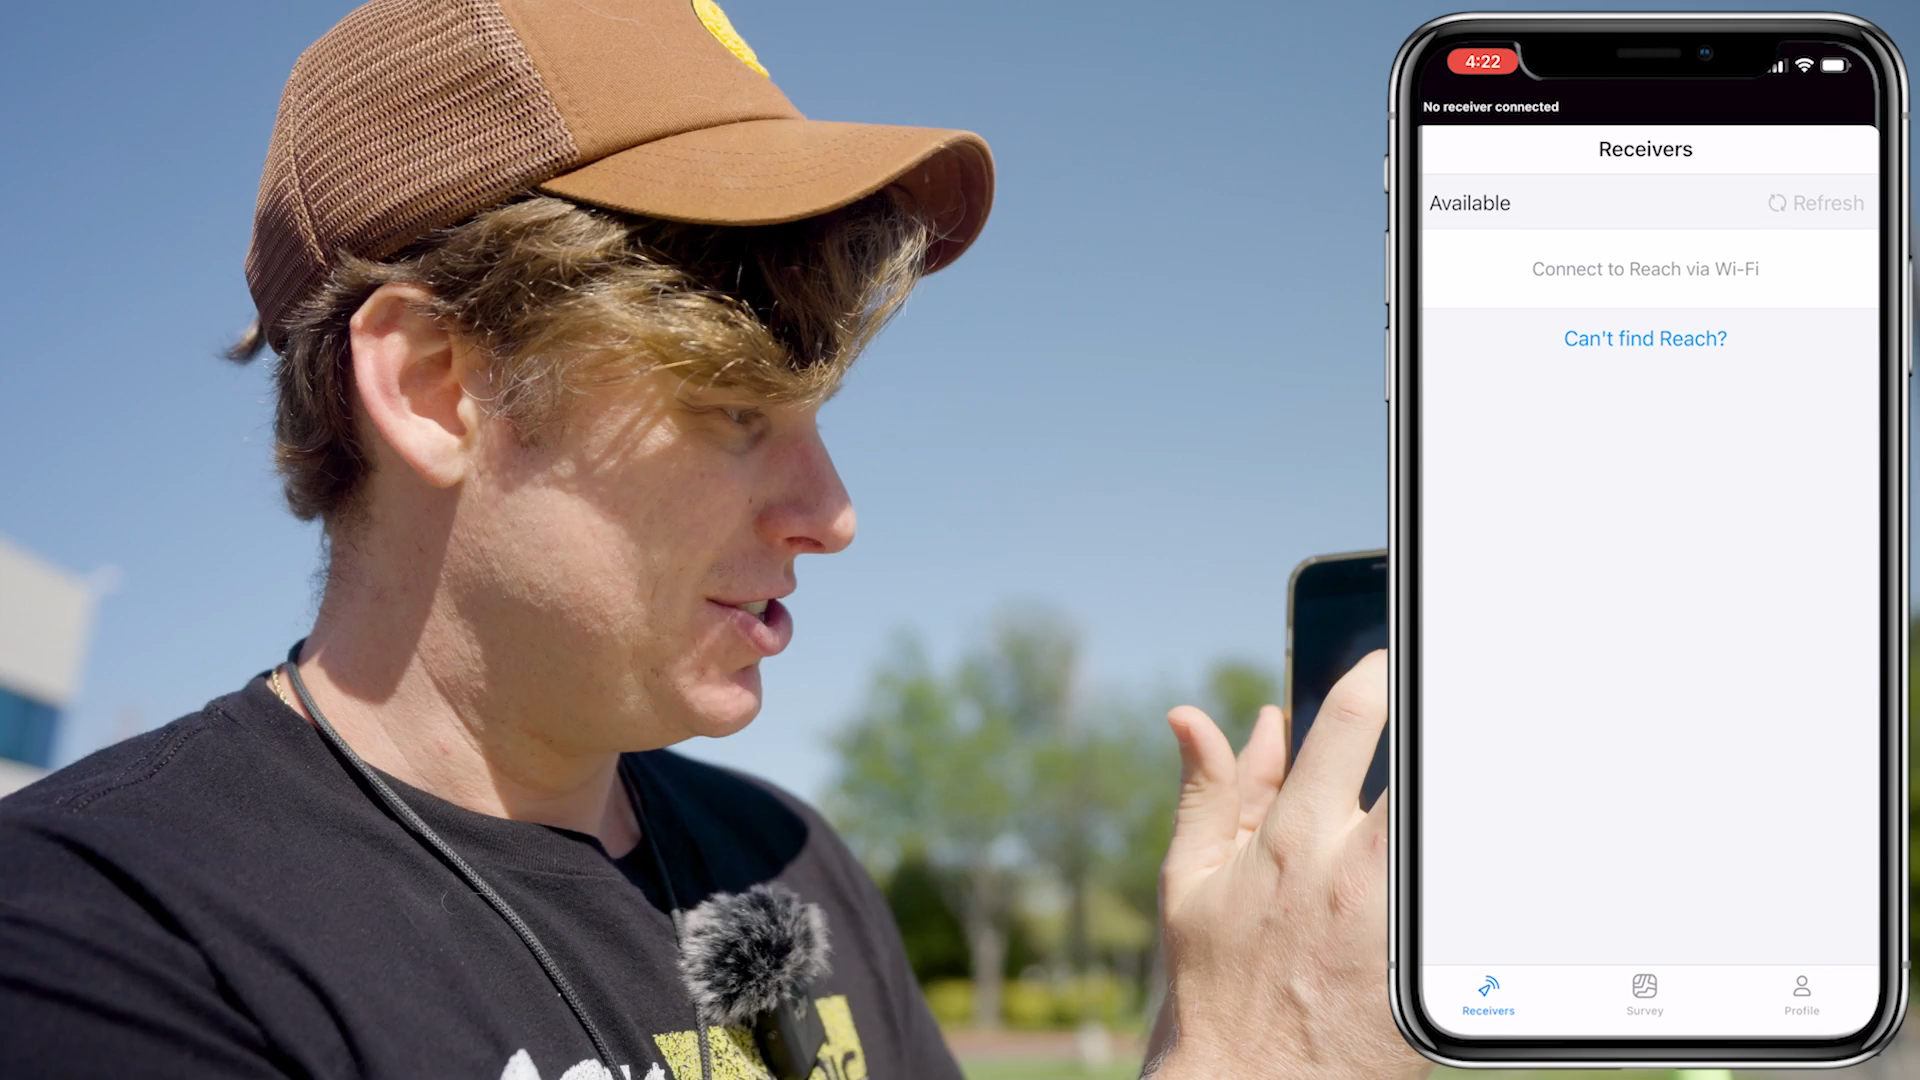 4:22
No receiver connected
Receivers
Available
Refresh
Connect to Reach via Wi-Fi
Can't find Reach?
Receivers
Survey
Profile